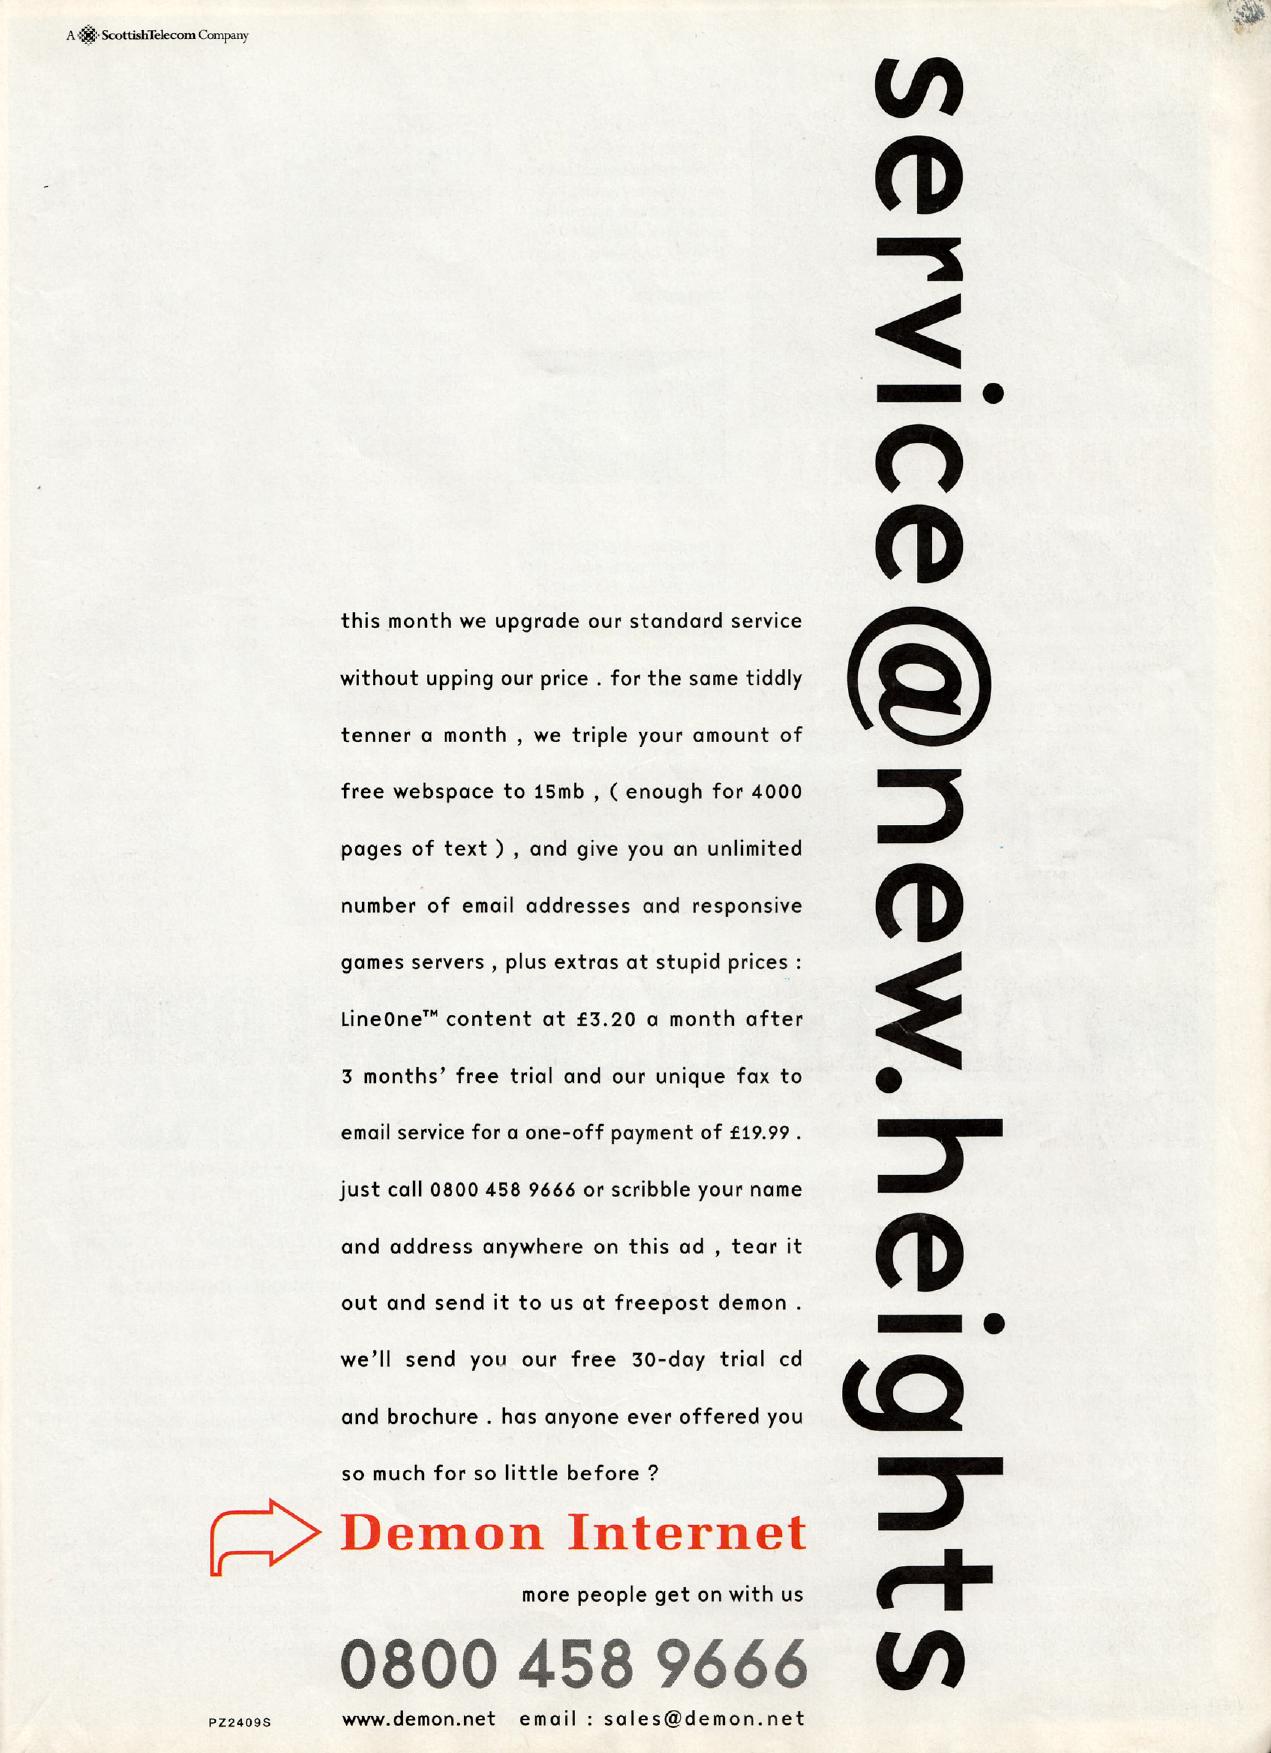 A ScottishTelecom Company
service@new.heights
this month we upgrade our standard service
without upping our price . for the same tiddly
tenner a month , we triple your amount of
free webspace to 15mb , ( enough for 4000
pages of text ) , and give you an unlimited
number of email addresses and responsive
games servers , plus extras at stupid prices :
LineOne™ content at £3.20 a month after
3 months’ free trial and our unique fax to
email service for a one-off payment of £19.99 .
just call 0800 458 9666 or scribble your name
and address anywhere on this ad , tear it
out and send it to us at freepost demon .
we’ll send you our free 30-day trial cd
and brochure . has anyone ever offered you
so much for so little before ?
Demon Internet
more people get on with us
0800 458 9666
PZ2409S
www.demon.net email : sales@demon.net